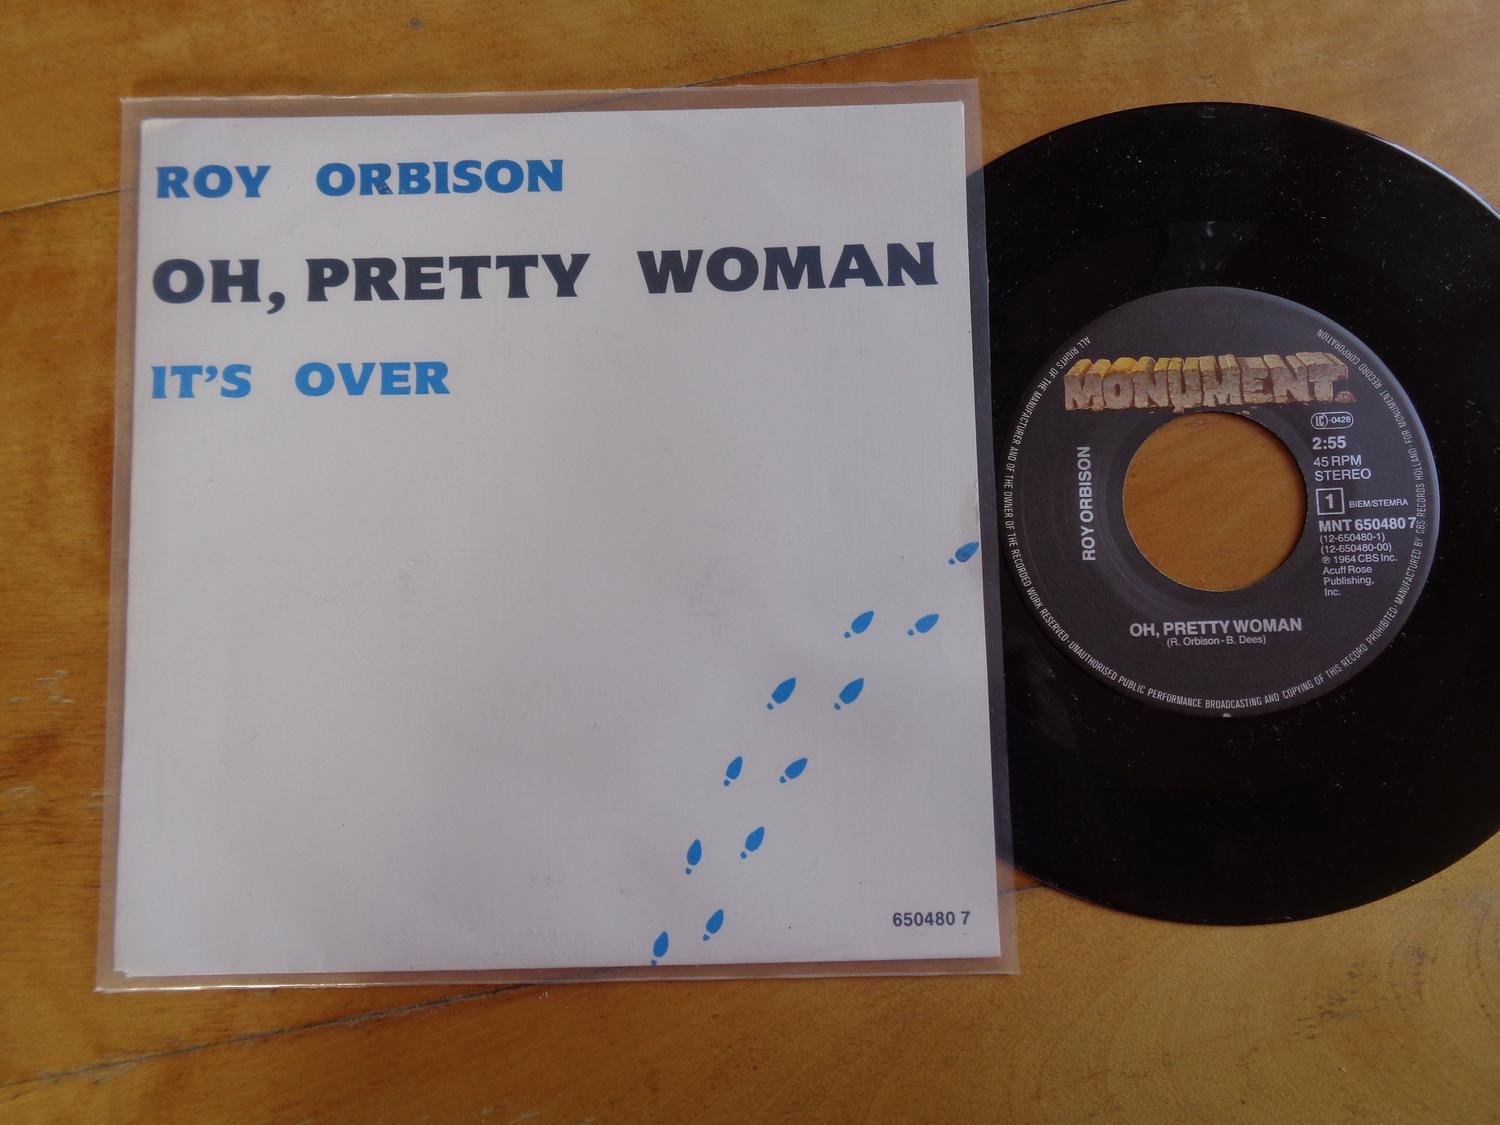 ROY ORBISON
OH, PRETTY WOMAN
IT'S OVER
650480 7
MONUMENT
LC-0428
2:55
45 RPM
STEREO
1 BIEM/STEMRA
MNT 650480 7
(12-650480-1)
(12-650480-00)
℗ 1964 CBS Inc.
Acuff Rose
Publishing,
Inc.
ROY ORBISON
OH, PRETTY WOMAN
(R. Orbison - B. Dees)
ALL RIGHTS OF THE MANUFACTURER AND OF THE OWNER OF THE RECORDED WORK RESERVED · UNAUTHORISED PUBLIC PERFORMANCE BROADCASTING AND COPYING OF THIS RECORD PROHIBITED · MANUFACTURED BY CBS RECORDS HOLLAND · FOR MONUMENT RECORD CORPORATION